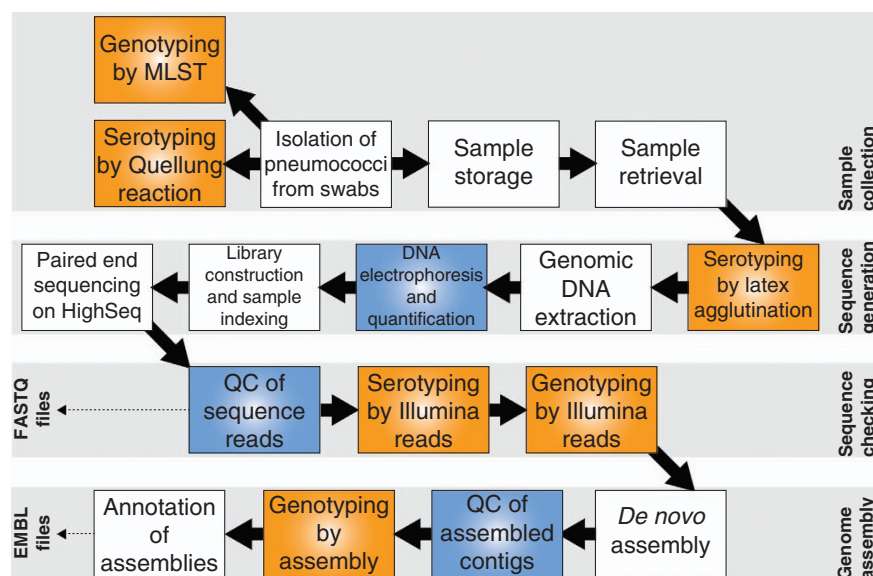 Genotyping
by MLST
Serotyping
by Quellung
reaction
Isolation of
pneumococci
from swabs
Sample
storage
Sample
retrieval
Sample
collection
Paired end
sequencing
on HighSeq
Library
construction
and sample
indexing
DNA
electrophoresis
and
quantification
Genomic
DNA
extraction
Serotyping
by latex
agglutination
Sequence
generation
FASTQ
files
QC of
sequence
reads
Serotyping
by Illumina
reads
Genotyping
by Illumina
reads
Sequence
checking
EMBL
files
Annotation
of
assemblies
Genotyping
by
assembly
QC of
assembled
contigs
De novo
assembly
Genome
assembly